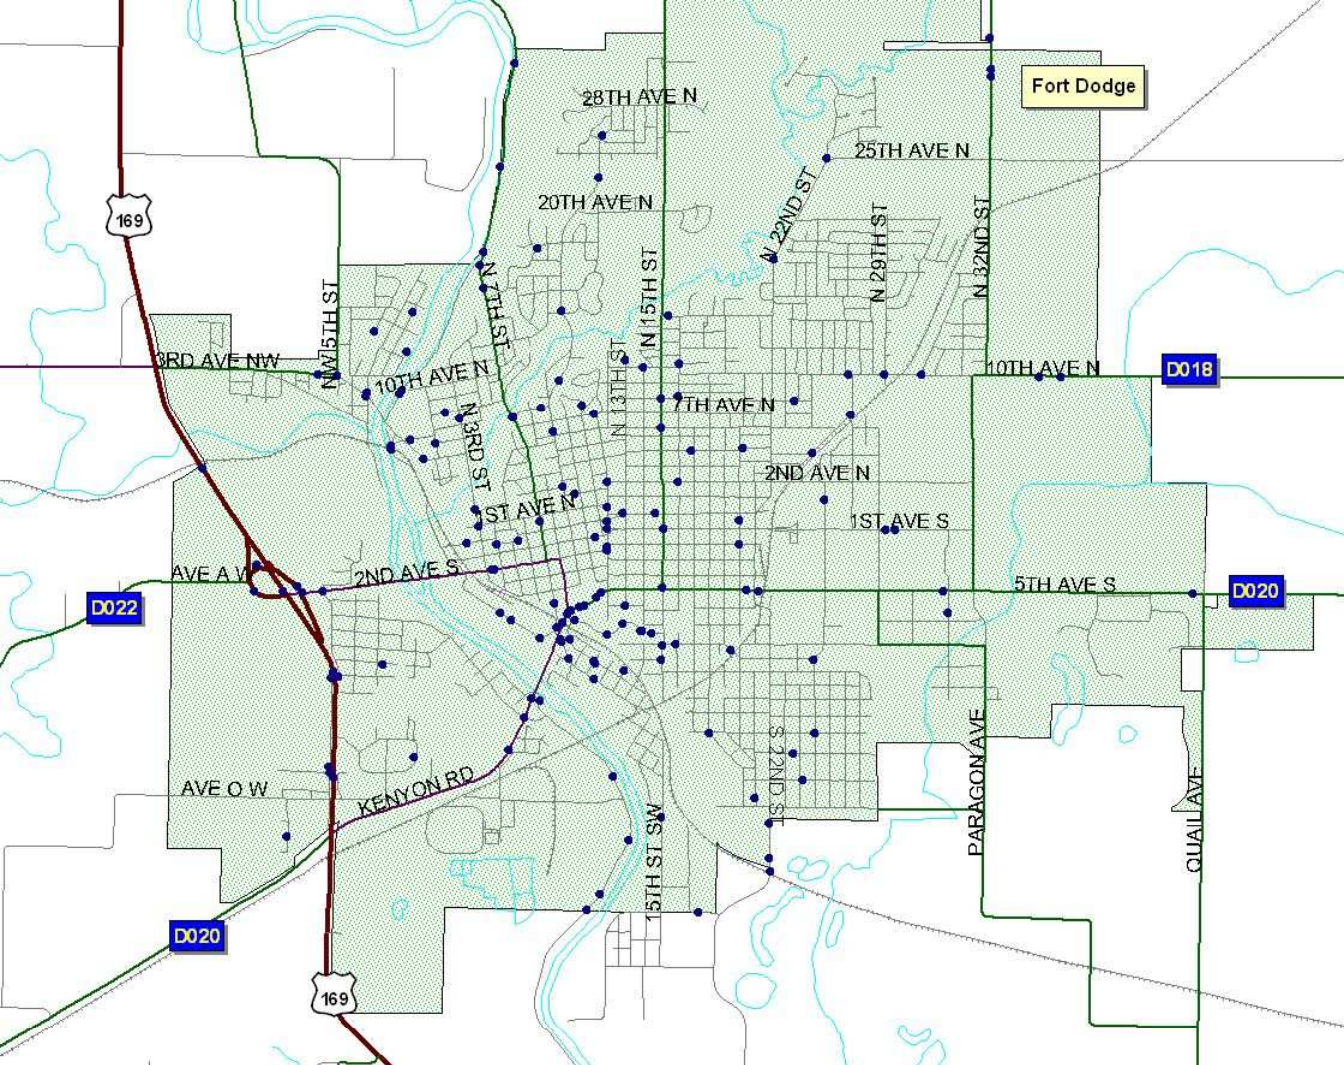 28TH AVE N
Fort Dodge
25TH AVE N
20TH AVE N
169
N 22ND ST
N 29TH ST
N 32ND ST
N 15TH ST
N 7TH ST
NW 5TH ST
3RD AVE NW
10TH AVE N
N 13TH ST
10TH AVE N
D018
7TH AVE N
N 3RD ST
2ND AVE N
1ST AVE N
1ST AVE S
AVE A W
2ND AVE S
5TH AVE S
D020
D022
S 22ND ST
PARAGON AVE
QUAIL AVE
AVE O W
KENYON RD
15TH ST SW
D020
169